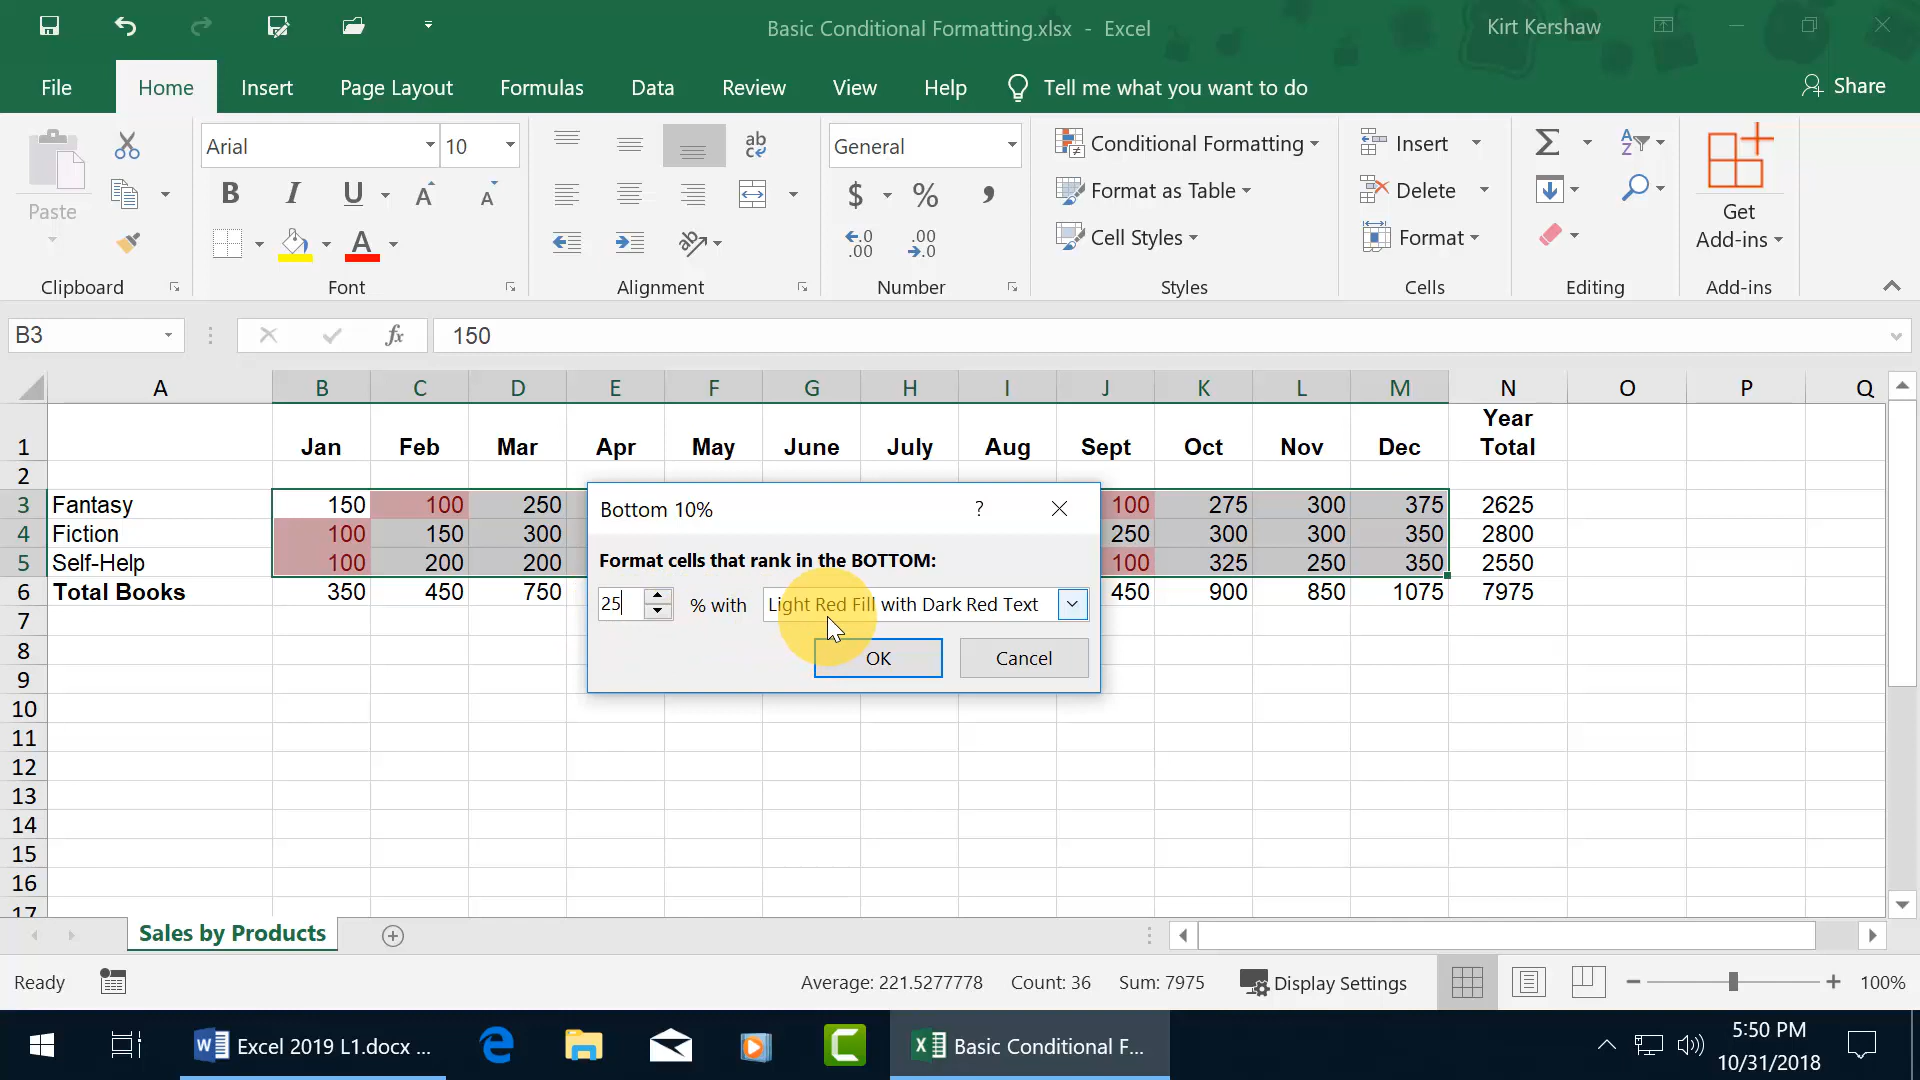 Basic Conditional Formatting.xlsx - Excel
Kirt Kershaw
File Home Insert Page Layout Formulas Data Review View Help Tell me what you want to do Share
Paste
Clipboard
Arial 10
B I U A A
A
Font
ab c
Alignment
General
$ % ,
.0 .00 .00 .0
Number
Conditional Formatting
Format as Table
Cell Styles
Styles
Insert
Delete
Format
Cells
Editing
Get
Add-ins
Add-ins
B3 fx 150
A B C D E F G H I J K L M N O P Q
1 Jan Feb Mar Apr May June July Aug Sept Oct Nov Dec Year Total
2
3 Fantasy 150 100 250 100 275 300 375 2625
4 Fiction 100 150 300 250 300 300 350 2800
5 Self-Help 100 200 200 100 325 250 350 2550
6 Total Books 350 450 750 450 900 850 1075 7975
7
8
9
10
11
12
13
14
15
16
17
Bottom 10% ?
Format cells that rank in the BOTTOM:
25 % with Light Red Fill with Dark Red Text
OK Cancel
Sales by Products
Ready Average: 221.5277778 Count: 36 Sum: 7975 Display Settings 100%
Excel 2019 L1.docx ...
Basic Conditional F...
5:50 PM
10/31/2018